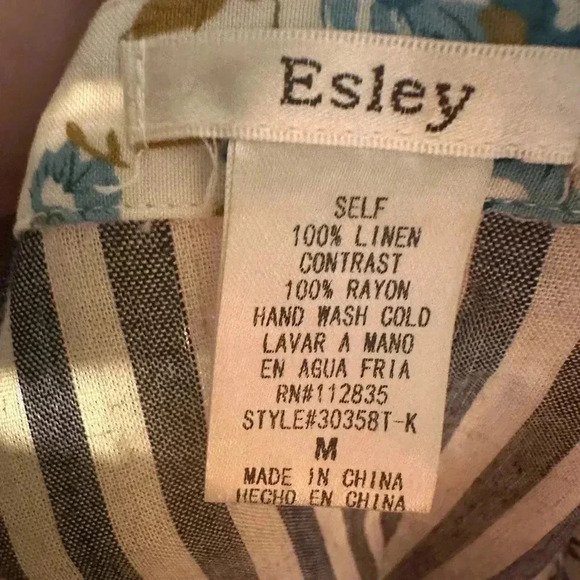 Esley
SELF
100% LINEN
CONTRAST
100% RAYON
HAND WASH COLD
LAVAR A MANO
EN AGUA FRIA
RN#112835
STYLE#30358T-K
M
MADE IN CHINA
HECHO EN CHINA